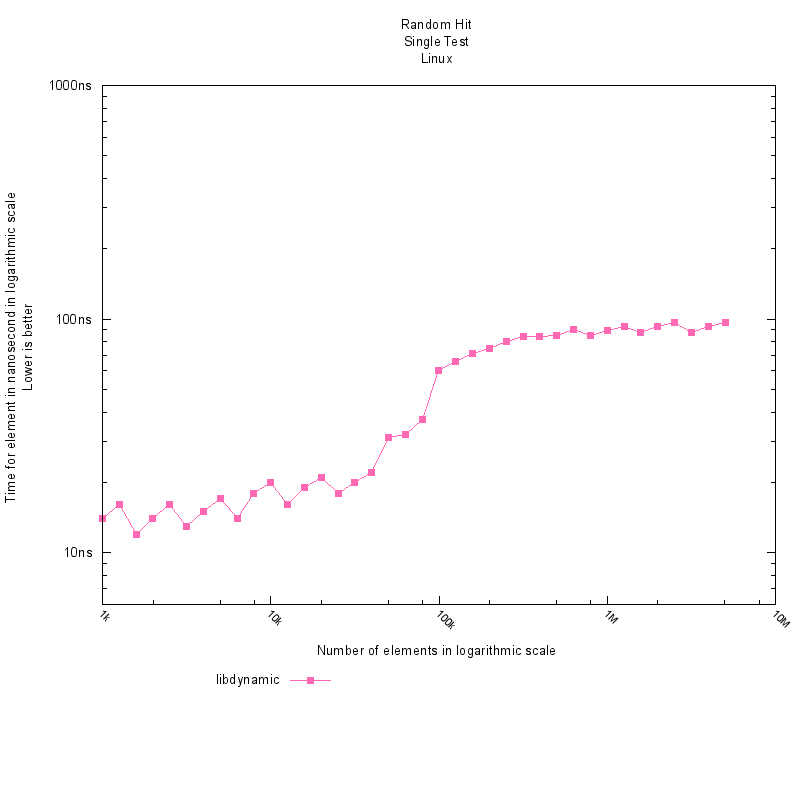 Random Hit
Single Test
Linux
1000ns
100ns
10ns
Time for element in nanosecond in logarithmic scale
Lower is better
1k
10k
100k
1M
10M
Number of elements in logarithmic scale
libdynamic